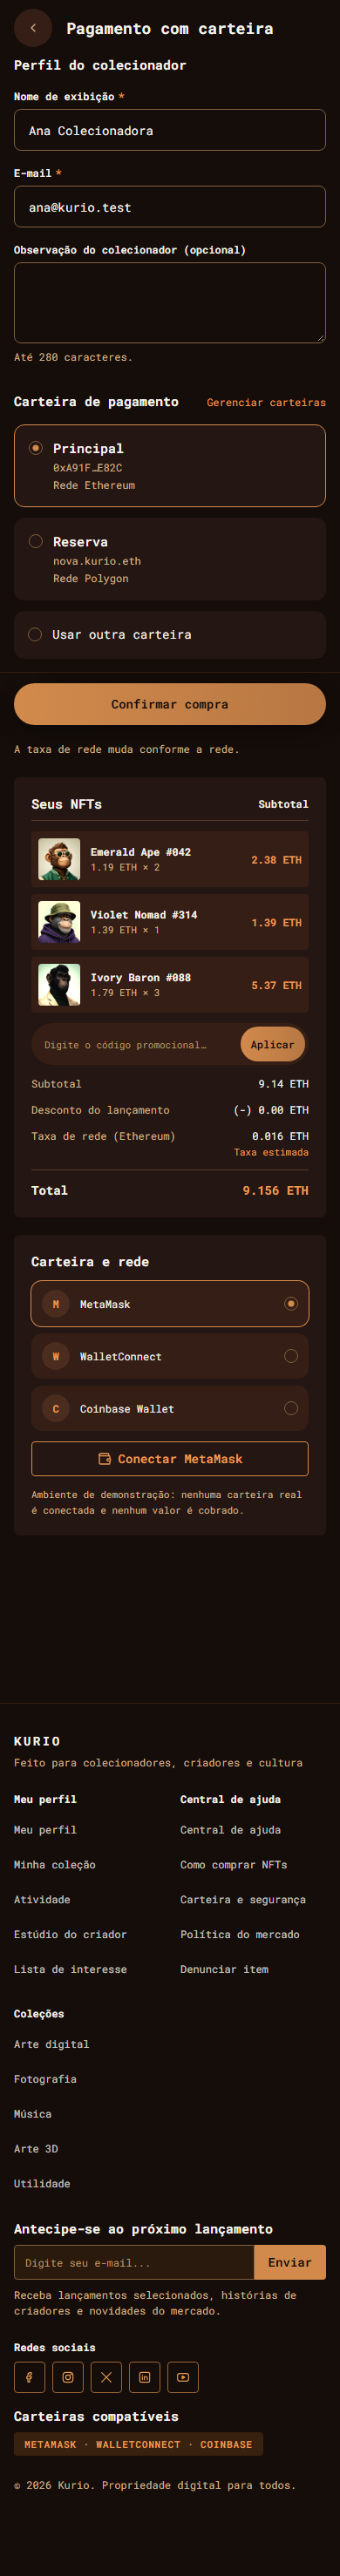 Pagamento com carteira
Perfil do colecionador
Nome de exibição *
Ana Colecionadora
E-mail *
ana@kurio.test
Observação do colecionador (opcional)
Até 280 caracteres.
Carteira de pagamento
Gerenciar carteiras
Principal
0xA91F…E82C
Rede Ethereum
Reserva
nova.kurio.eth
Rede Polygon
Usar outra carteira
Confirmar compra
A taxa de rede muda conforme a rede.
Seus NFTs
Subtotal
Emerald Ape #042
1.19 ETH × 2
2.38 ETH
Violet Nomad #314
1.39 ETH × 1
1.39 ETH
Ivory Baron #088
1.79 ETH × 3
5.37 ETH
Digite o código promocional…
Aplicar
Subtotal
9.14 ETH
Desconto do lançamento
(-) 0.00 ETH
Taxa de rede (Ethereum)
0.016 ETH
Taxa estimada
Total
9.156 ETH
Carteira e rede
M
MetaMask
W
WalletConnect
C
Coinbase Wallet
Conectar MetaMask
Ambiente de demonstração: nenhuma carteira real
é conectada e nenhum valor é cobrado.
KURIO
Feito para colecionadores, criadores e cultura
Meu perfil
Meu perfil
Minha coleção
Atividade
Estúdio do criador
Lista de interesse
Central de ajuda
Central de ajuda
Como comprar NFTs
Carteira e segurança
Política do mercado
Denunciar item
Coleções
Arte digital
Fotografia
Música
Arte 3D
Utilidade
Antecipe-se ao próximo lançamento
Digite seu e-mail...
Enviar
Receba lançamentos selecionados, histórias de
criadores e novidades do mercado.
Redes sociais
Carteiras compatíveis
METAMASK · WALLETCONNECT · COINBASE
© 2026 Kurio. Propriedade digital para todos.